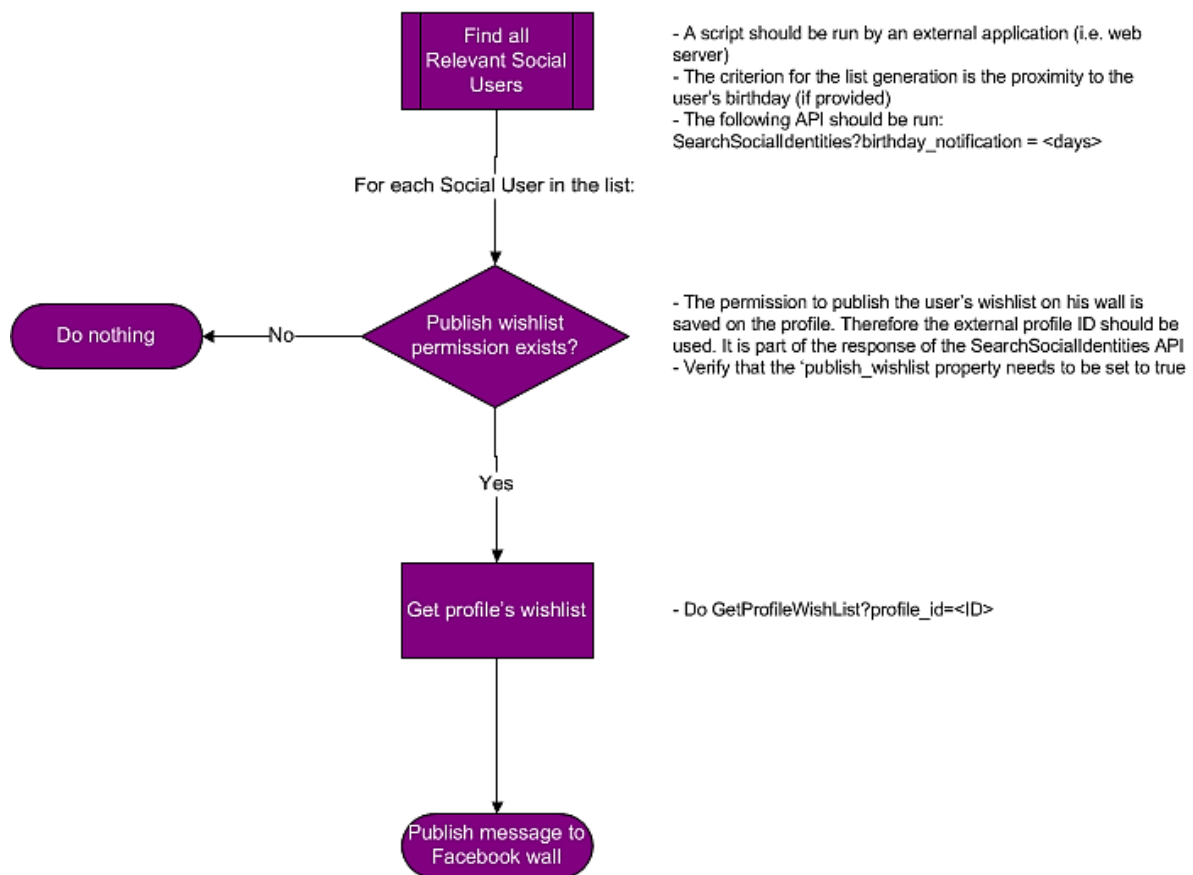 Find all
Relevant Social
Users
- A script should be run by an external application (i.e. web
server)
- The criterion for the list generation is the proximity to the
user's birthday (if provided)
- The following API should be run:
SearchSocialIdentities?birthday_notification = <days>
For each Social User in the list:
Do nothing
No
Publish wishlist
permission exists?
- The permission to publish the user's wishlist on his wall is
saved on the profile. Therefore the external profile ID should be
used. It is part of the response of the SearchSocialIdentities API
- Verify that the 'publish_wishlist property needs to be set to true
Yes
Get profile's wishlist
- Do GetProfileWishList?profile_id=<ID>
Publish message to
Facebook wall